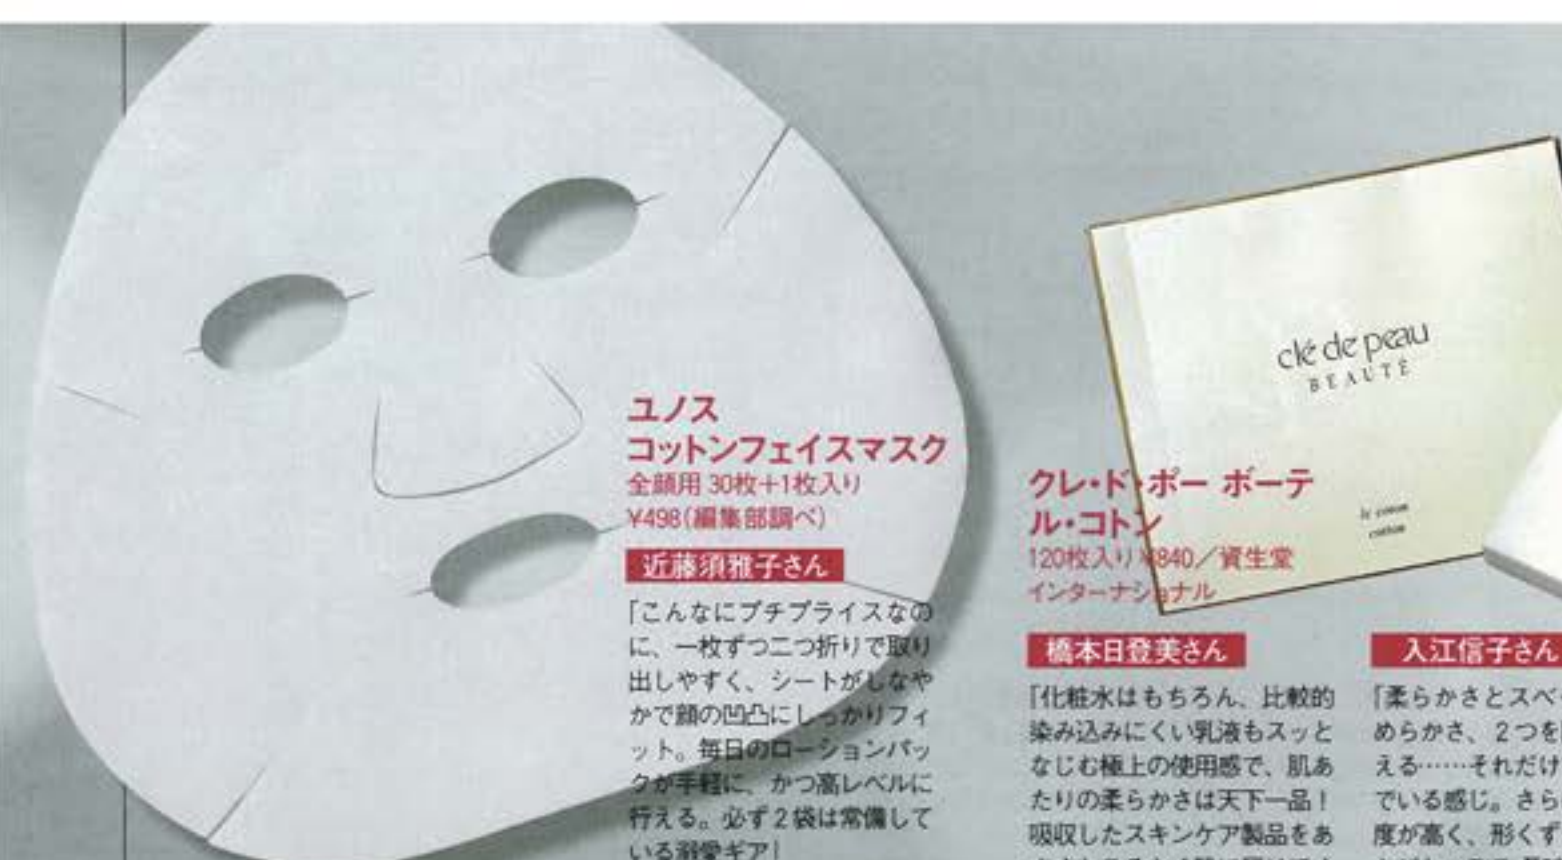 ユノス
コットンフェイスマスク
全顔用 30枚+1枚入り
¥498(編集部調べ)
近藤須雅子さん
「こんなにプチプライスなの
に、一枚ずつ二つ折りで取り
出しやすく、シートがしなや
かで顔の凹凸にしっかりフィ
ット。毎日のローションパッ
クが手軽に、かつ高レベルに
行える。必ず2袋は常備して
いる溺愛ギア」
clé de peau
BEAUTÉ
le coton
cotton
クレ・ド・ポー ボーテ
ル・コトン
120枚入り ¥840/資生堂
インターナショナル
橋本日登美さん
「化粧水はもちろん、比較的
染み込みにくい乳液もスッと
なじむ極上の使用感で、肌あ
たりの柔らかさは天下一品!
吸収したスキンケア製品をあ
入江信子さん
「柔らかさとスベ
めらかさ、2つを
える……それだけ
でいる感じ。さら
度が高く、形くず